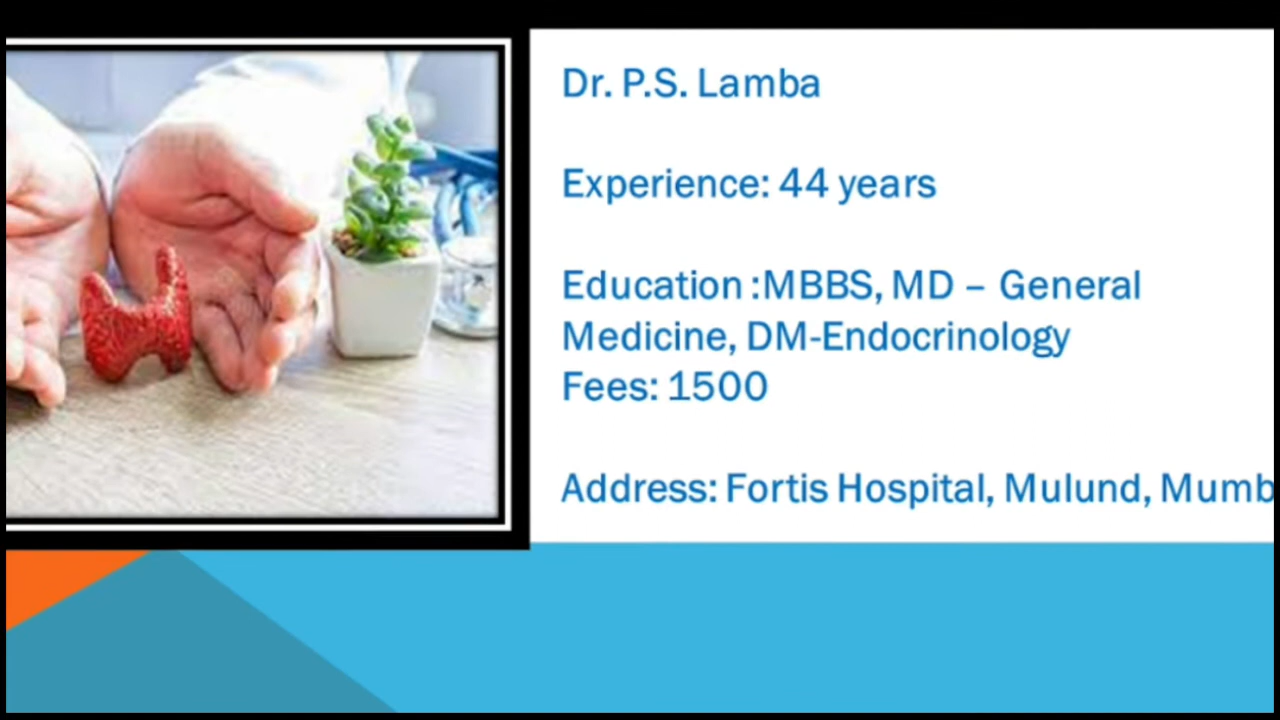 Dr. P.S. Lamba
Experience: 44 years
Education :MBBS, MD – General
Medicine, DM-Endocrinology
Fees: 1500
Address: Fortis Hospital, Mulund, Mumb